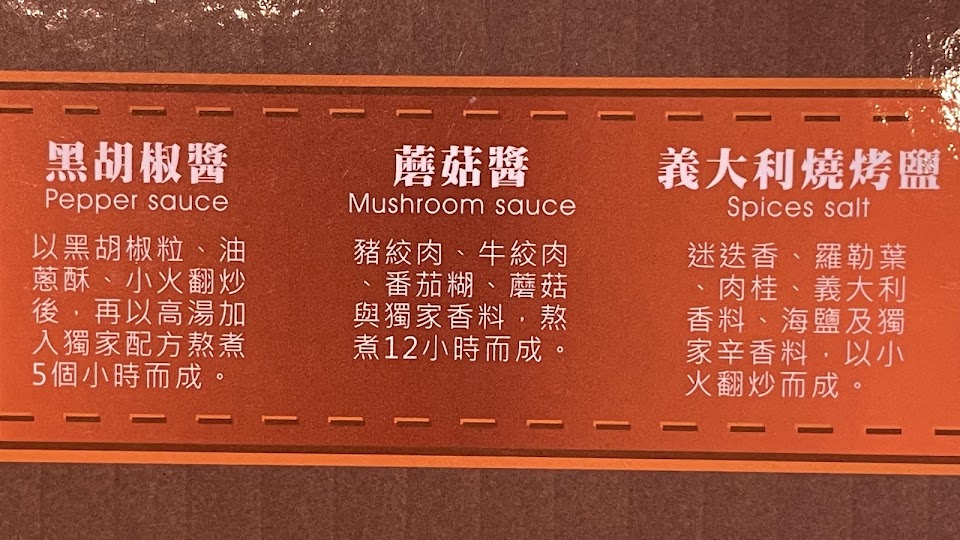 黑胡椒醬
Pepper sauce
以黑胡椒粒、油
蔥酥、小火翻炒
後，再以高湯加
入獨家配方熬煮
5個小時而成。
蘑菇醬
Mushroom sauce
豬絞肉、牛絞肉
、番茄糊、蘑菇
與獨家香料，熬
煮12小時而成。
義大利燒烤鹽
Spices salt
迷迭香、羅勒葉
、肉桂、義大利
香料、海鹽及獨
家辛香料，以小
火翻炒而成。